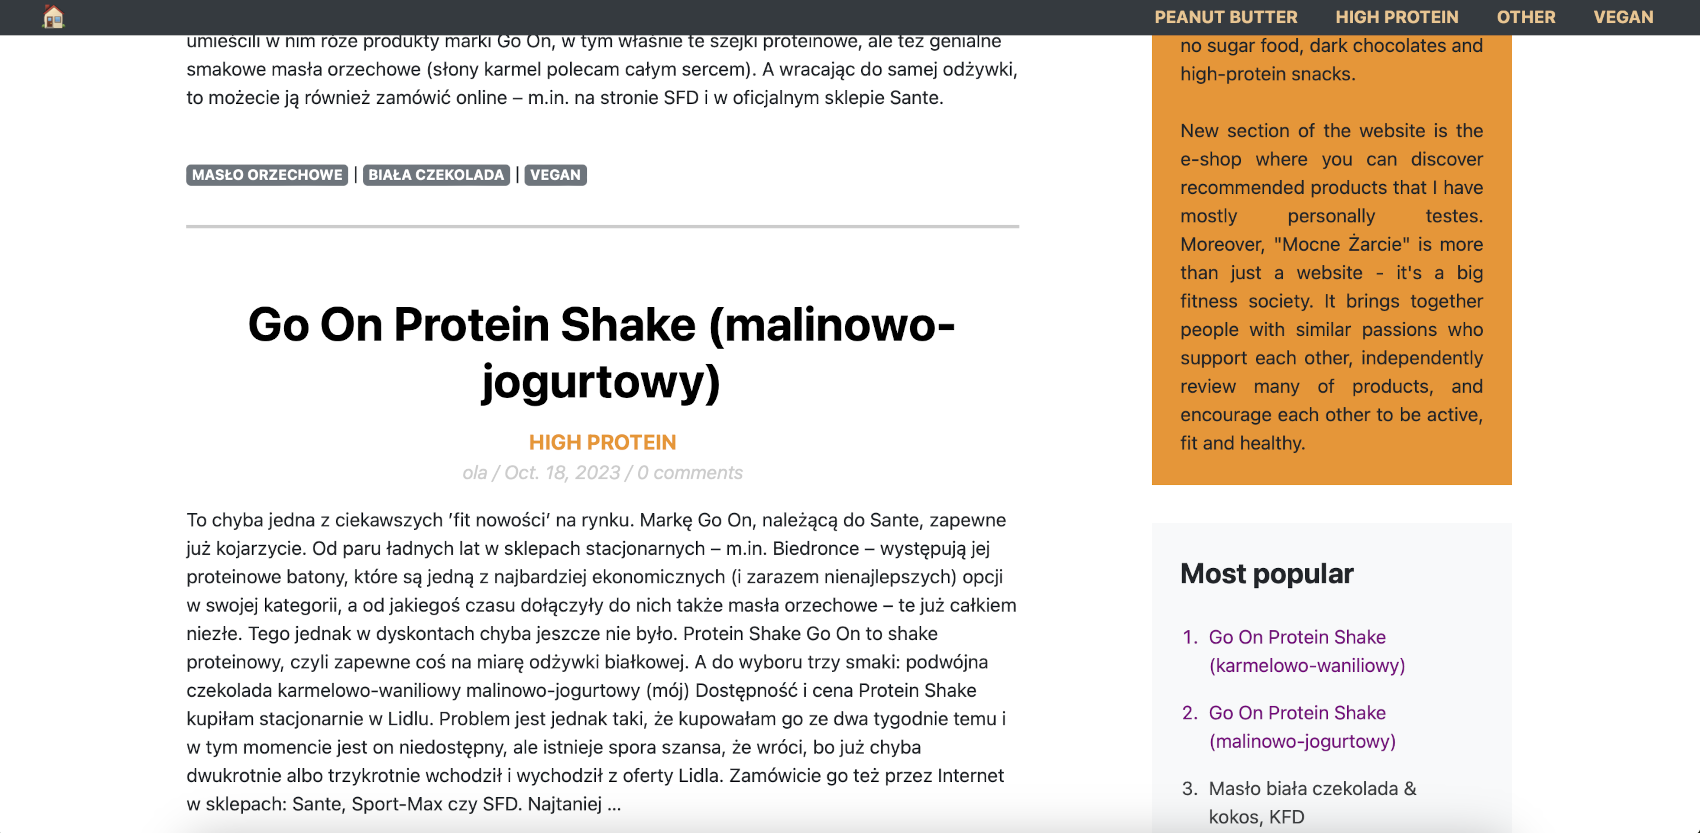 PEANUT BUTTER HIGH PROTEIN OTHER VEGAN
umieścili w nim róże produkty marki Go On, w tym właśnie te szejki proteinowe, ale też genialne
smakowe masła orzechowe (słony karmel polecam całym sercem). A wracając do samej odżywki,
to możecie ją również zamówić online – m.in. na stronie SFD i w oficjalnym sklepie Sante.
MASŁO ORZECHOWE | BIAŁA CZEKOLADA | VEGAN
Go On Protein Shake (malinowo-
jogurtowy)
HIGH PROTEIN
ola / Oct. 18, 2023 / 0 comments
To chyba jedna z ciekawszych ’fit nowości’ na rynku. Markę Go On, należącą do Sante, zapewne
już kojarzycie. Od paru ładnych lat w sklepach stacjonarnych – m.in. Biedronce – występują jej
proteinowe batony, które są jedną z najbardziej ekonomicznych (i zarazem nienajlepszych) opcji
w swojej kategorii, a od jakiegoś czasu dołączyły do nich także masła orzechowe – te już całkiem
niezłe. Tego jednak w dyskontach chyba jeszcze nie było. Protein Shake Go On to shake
proteinowy, czyli zapewne coś na miarę odżywki białkowej. A do wyboru trzy smaki: podwójna
czekolada karmelowo-waniliowy malinowo-jogurtowy (mój) Dostępność i cena Protein Shake
kupiłam stacjonarnie w Lidlu. Problem jest jednak taki, że kupowałam go ze dwa tygodnie temu i
w tym momencie jest on niedostępny, ale istnieje spora szansa, że wróci, bo już chyba
dwukrotnie albo trzykrotnie wchodził i wychodził z oferty Lidla. Zamówicie go też przez Internet
w sklepach: Sante, Sport-Max czy SFD. Najtaniej ...
no sugar food, dark chocolates and
high-protein snacks.
New section of the website is the
e-shop where you can discover
recommended products that I have
mostly personally testes.
Moreover, "Mocne Żarcie" is more
than just a website - it's a big
fitness society. It brings together
people with similar passions who
support each other, independently
review many of products, and
encourage each other to be active,
fit and healthy.
Most popular
1. Go On Protein Shake
(karmelowo-waniliowy)
2. Go On Protein Shake
(malinowo-jogurtowy)
3. Masło biała czekolada &
kokos, KFD